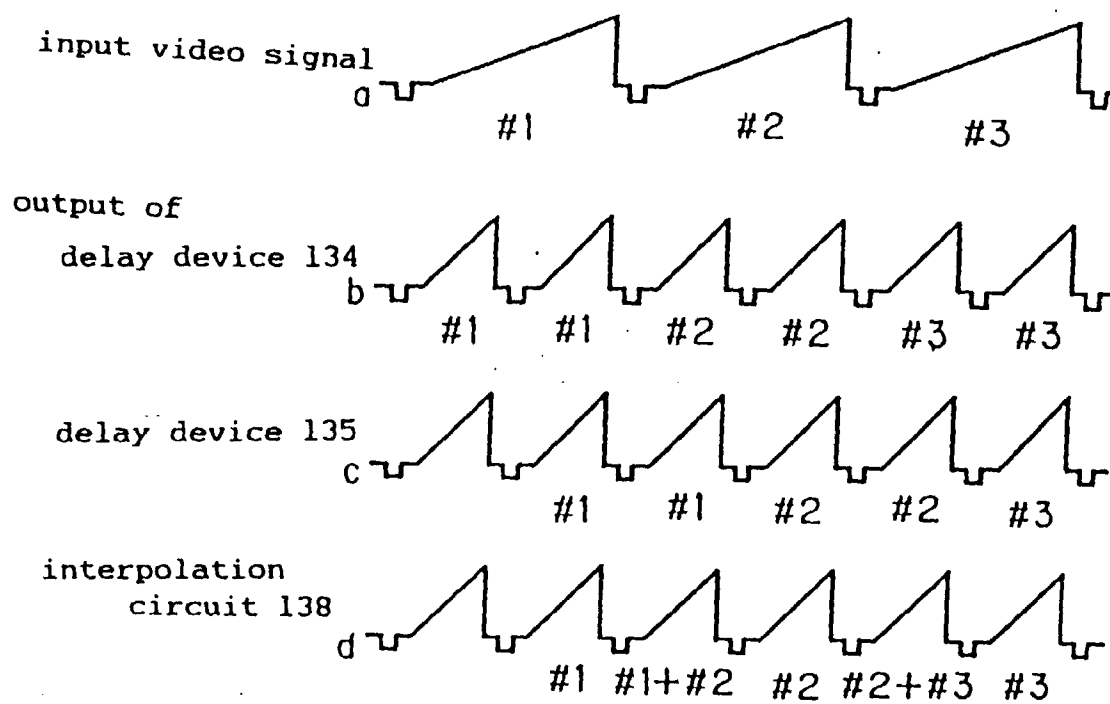 input video signal
a
#1 #2 #3
output of
delay device 134
b
#1 #1 #2 #2 #3 #3
delay device 135
c
#1 #1 #2 #2 #3
interpolation
circuit 138
d
#1 #1+#2 #2 #2+#3 #3